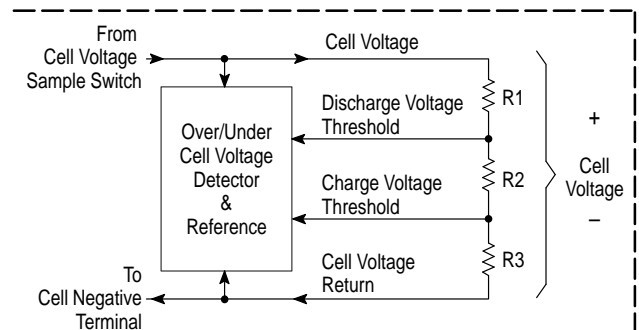 From
Cell Voltage
Sample Switch
Cell Voltage
R1
Discharge Voltage
Threshold
Over/Under
Cell Voltage
Detector
&
Reference
R2
Charge Voltage
Threshold
+
Cell
Voltage
–
R3
Cell Voltage
Return
To
Cell Negative
Terminal